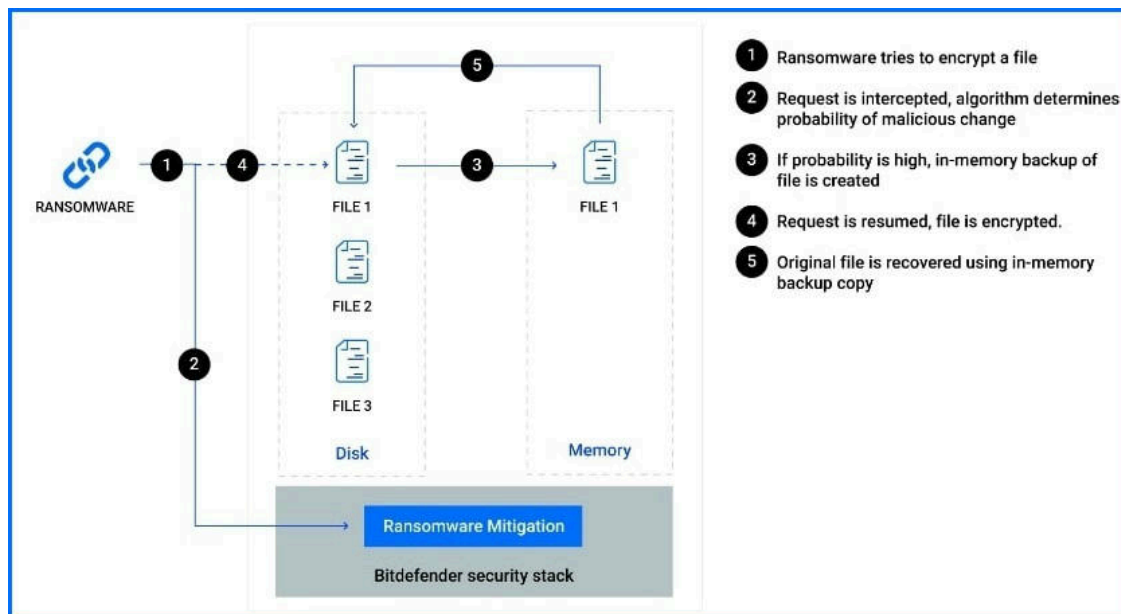 5
1
Ransomware tries to encrypt a file
2
Request is intercepted, algorithm determines
probability of malicious change
3
If probability is high, in-memory backup of
file is created
4
Request is resumed, file is encrypted.
5
Original file is recovered using in-memory
backup copy
1
4
3
RANSOMWARE
FILE 1
FILE 1
FILE 2
2
FILE 3
Disk
Memory
Ransomware Mitigation
Bitdefender security stack